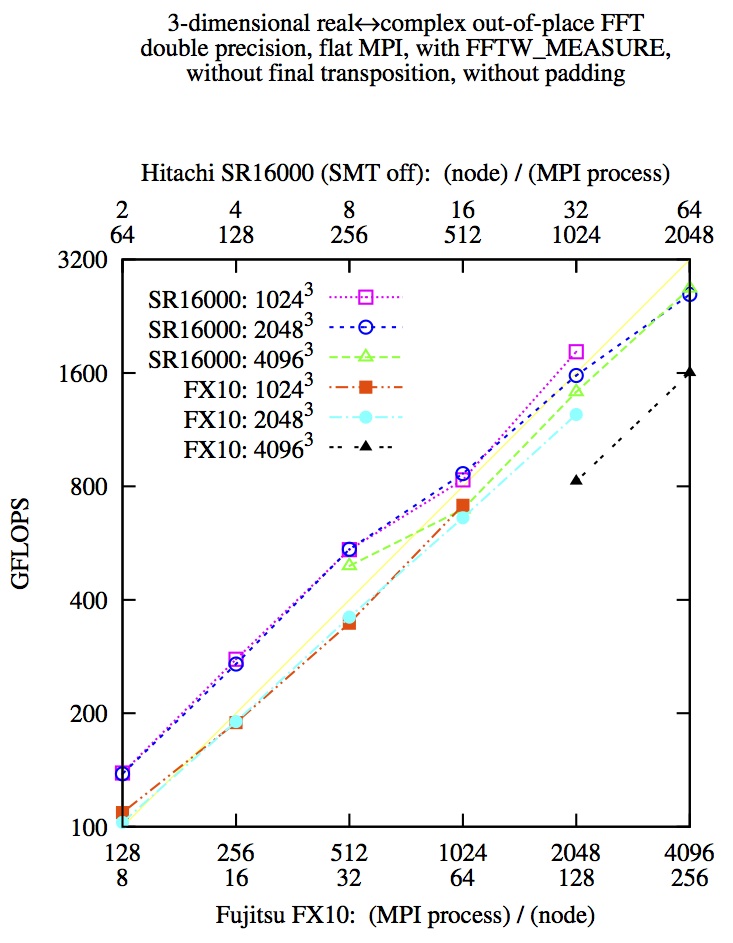 3-dimensional real↔complex out-of-place FFT
double precision, flat MPI, with FFTW_MEASURE,
without final transposition, without padding
Hitachi SR16000 (SMT off): (node) / (MPI process)
2 4 8 16 32 64
64 128 256 512 1024 2048
3200
SR16000: 1024³
SR16000: 2048³
SR16000: 4096³
1600
FX10: 1024³
FX10: 2048³
FX10: 4096³
800
GFLOPS
400
200
100
128 256 512 1024 2048 4096
8 16 32 64 128 256
Fujitsu FX10: (MPI process) / (node)